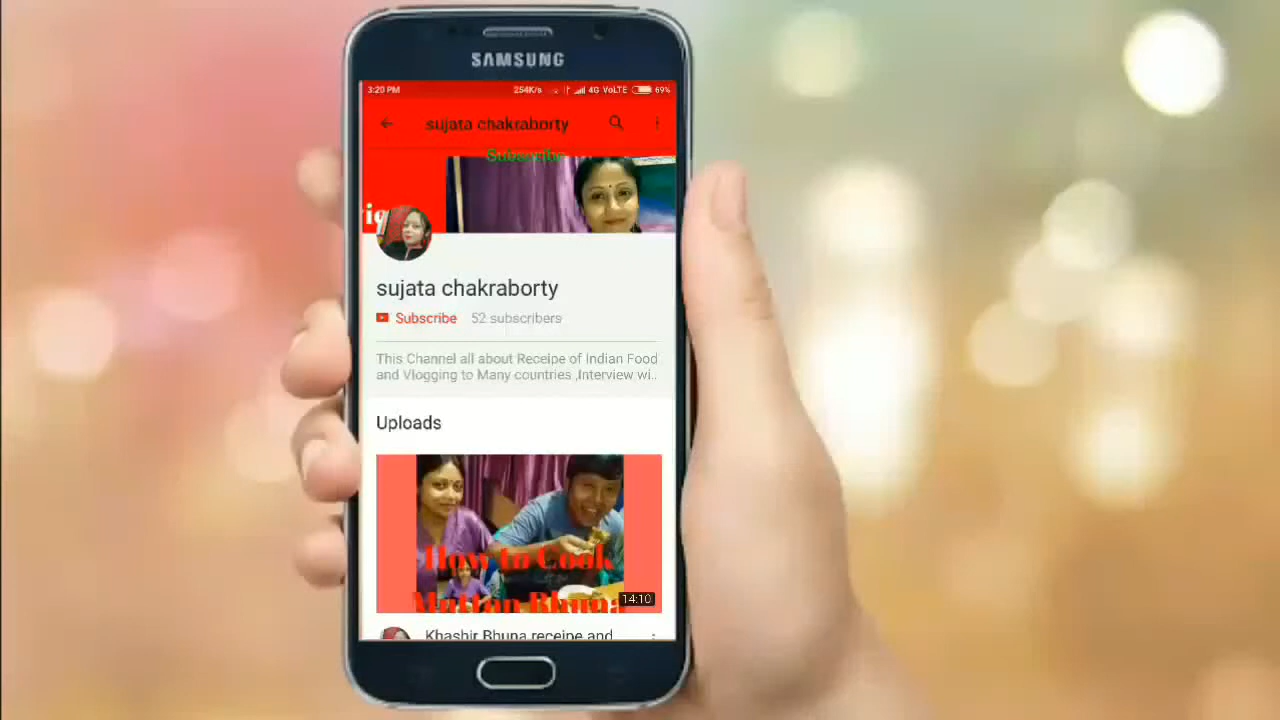 SAMSUNG
3:20 PM 254K/s 4G VoLTE 69%
sujata chakraborty
Subscribe
sujata chakraborty
Subscribe 52 subscribers
This Channel all about Receipe of Indian Food
and Vlogging to Many countries ,Interview wi..
Uploads
How to Cook
Mutton Bhuna
14:10
Khashir Bhuna receipe and